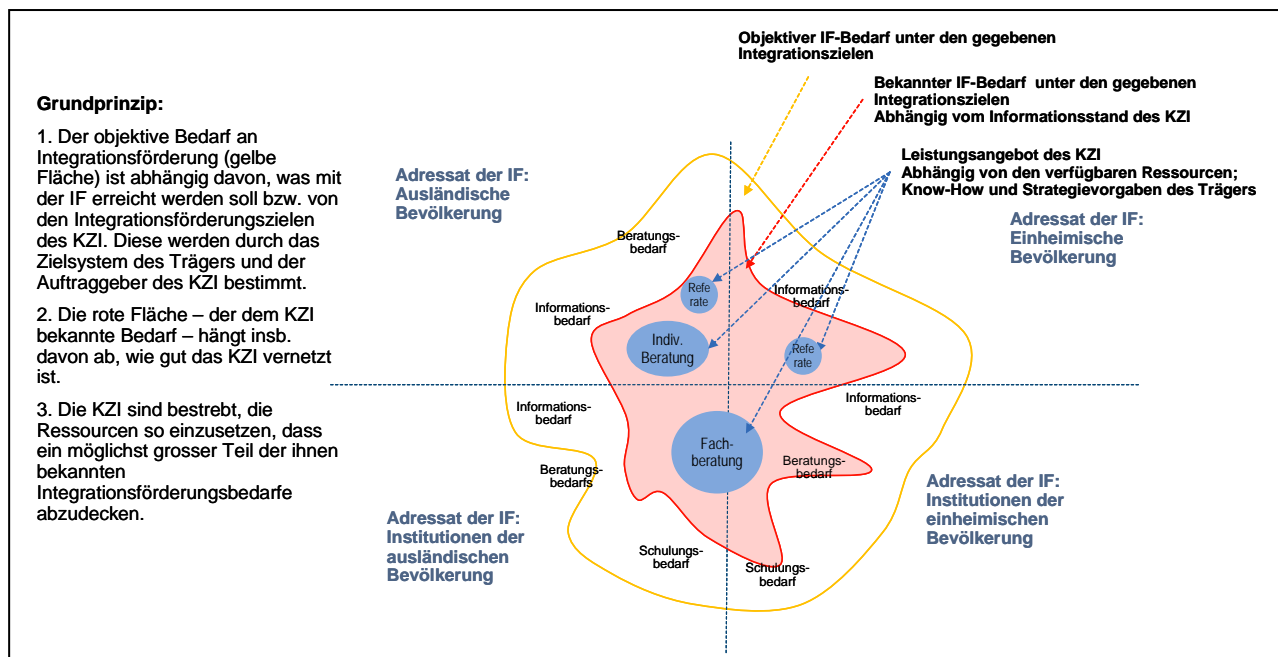 Grundprinzip:
1. Der objektive Bedarf an
Integrationsförderung (gelbe
Fläche) ist abhängig davon, was mit
der IF erreicht werden soll bzw. von
den Integrationsförderungszielen
des KZI. Diese werden durch das
Zielsystem des Trägers und der
Auftraggeber des KZI bestimmt.
2. Die rote Fläche – der dem KZI
bekannte Bedarf – hängt insb.
davon ab, wie gut das KZI vernetzt
ist.
3. Die KZI sind bestrebt, die
Ressourcen so einzusetzen, dass
ein möglichst grosser Teil der ihnen
bekannten
Integrationsförderungsbedarfe
abzudecken.
Objektiver IF-Bedarf unter den gegebenen
Integrationszielen
Bekannter IF-Bedarf unter den gegebenen
Integrationszielen
Abhängig vom Informationsstand des KZI
Leistungsangebot des KZI
Abhängig von den verfügbaren Ressourcen;
Know-How und Strategievorgaben des Trägers
Adressat der IF:
Ausländische
Bevölkerung
Adressat der IF:
Einheimische
Bevölkerung
Beratungs-
bedarf
Refe
rate
Informations-
bedarf
Informations-
bedarf
Indiv.
Beratung
Refe
rate
Informations-
bedarf
Informations-
bedarf
Fach-
beratung
Beratungs-
bedarfs
Beratungs-
bedarf
Adressat der IF:
Institutionen der
ausländischen
Bevölkerung
Adressat der IF:
Institutionen der
einheimischen
Bevölkerung
Schulungs-
bedarf
Schulungs-
bedarf